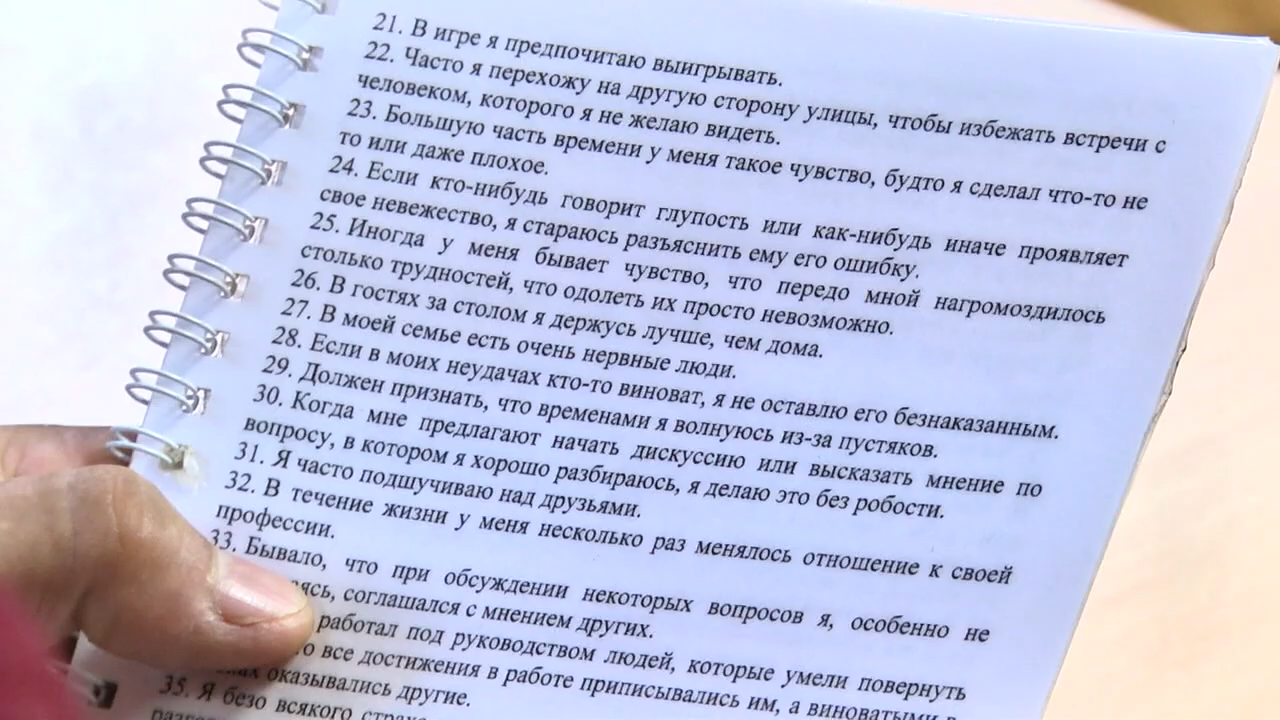 21. В игре я предпочитаю выигрывать.
22. Часто я перехожу на другую сторону улицы, чтобы избежать встречи с
человеком, которого я не желаю видеть.
23. Большую часть времени у меня такое чувство, будто я сделал что-то не
то или даже плохое.
24. Если кто-нибудь говорит глупость или как-нибудь иначе проявляет
свое невежество, я стараюсь разъяснить ему его ошибку.
25. Иногда у меня бывает чувство, что передо мной нагромоздилось
столько трудностей, что одолеть их просто невозможно.
26. В гостях за столом я держусь лучше, чем дома.
27. В моей семье есть очень нервные люди.
28. Если в моих неудачах кто-то виноват, я не оставлю его безнаказанным.
29. Должен признать, что временами я волнуюсь из-за пустяков.
30. Когда мне предлагают начать дискуссию или высказать мнение по
вопросу, в котором я хорошо разбираюсь, я делаю это без робости.
31. Я часто подшучиваю над друзьями.
32. В течение жизни у меня несколько раз менялось отношение к своей
профессии.
33. Бывало, что при обсуждении некоторых вопросов я, особенно не
соглашался с мнением других.
работал под руководством людей, которые умели повернуть
все достижения в работе приписывались им, а виноватыми в
оказывались другие.
35. Я безо всякого